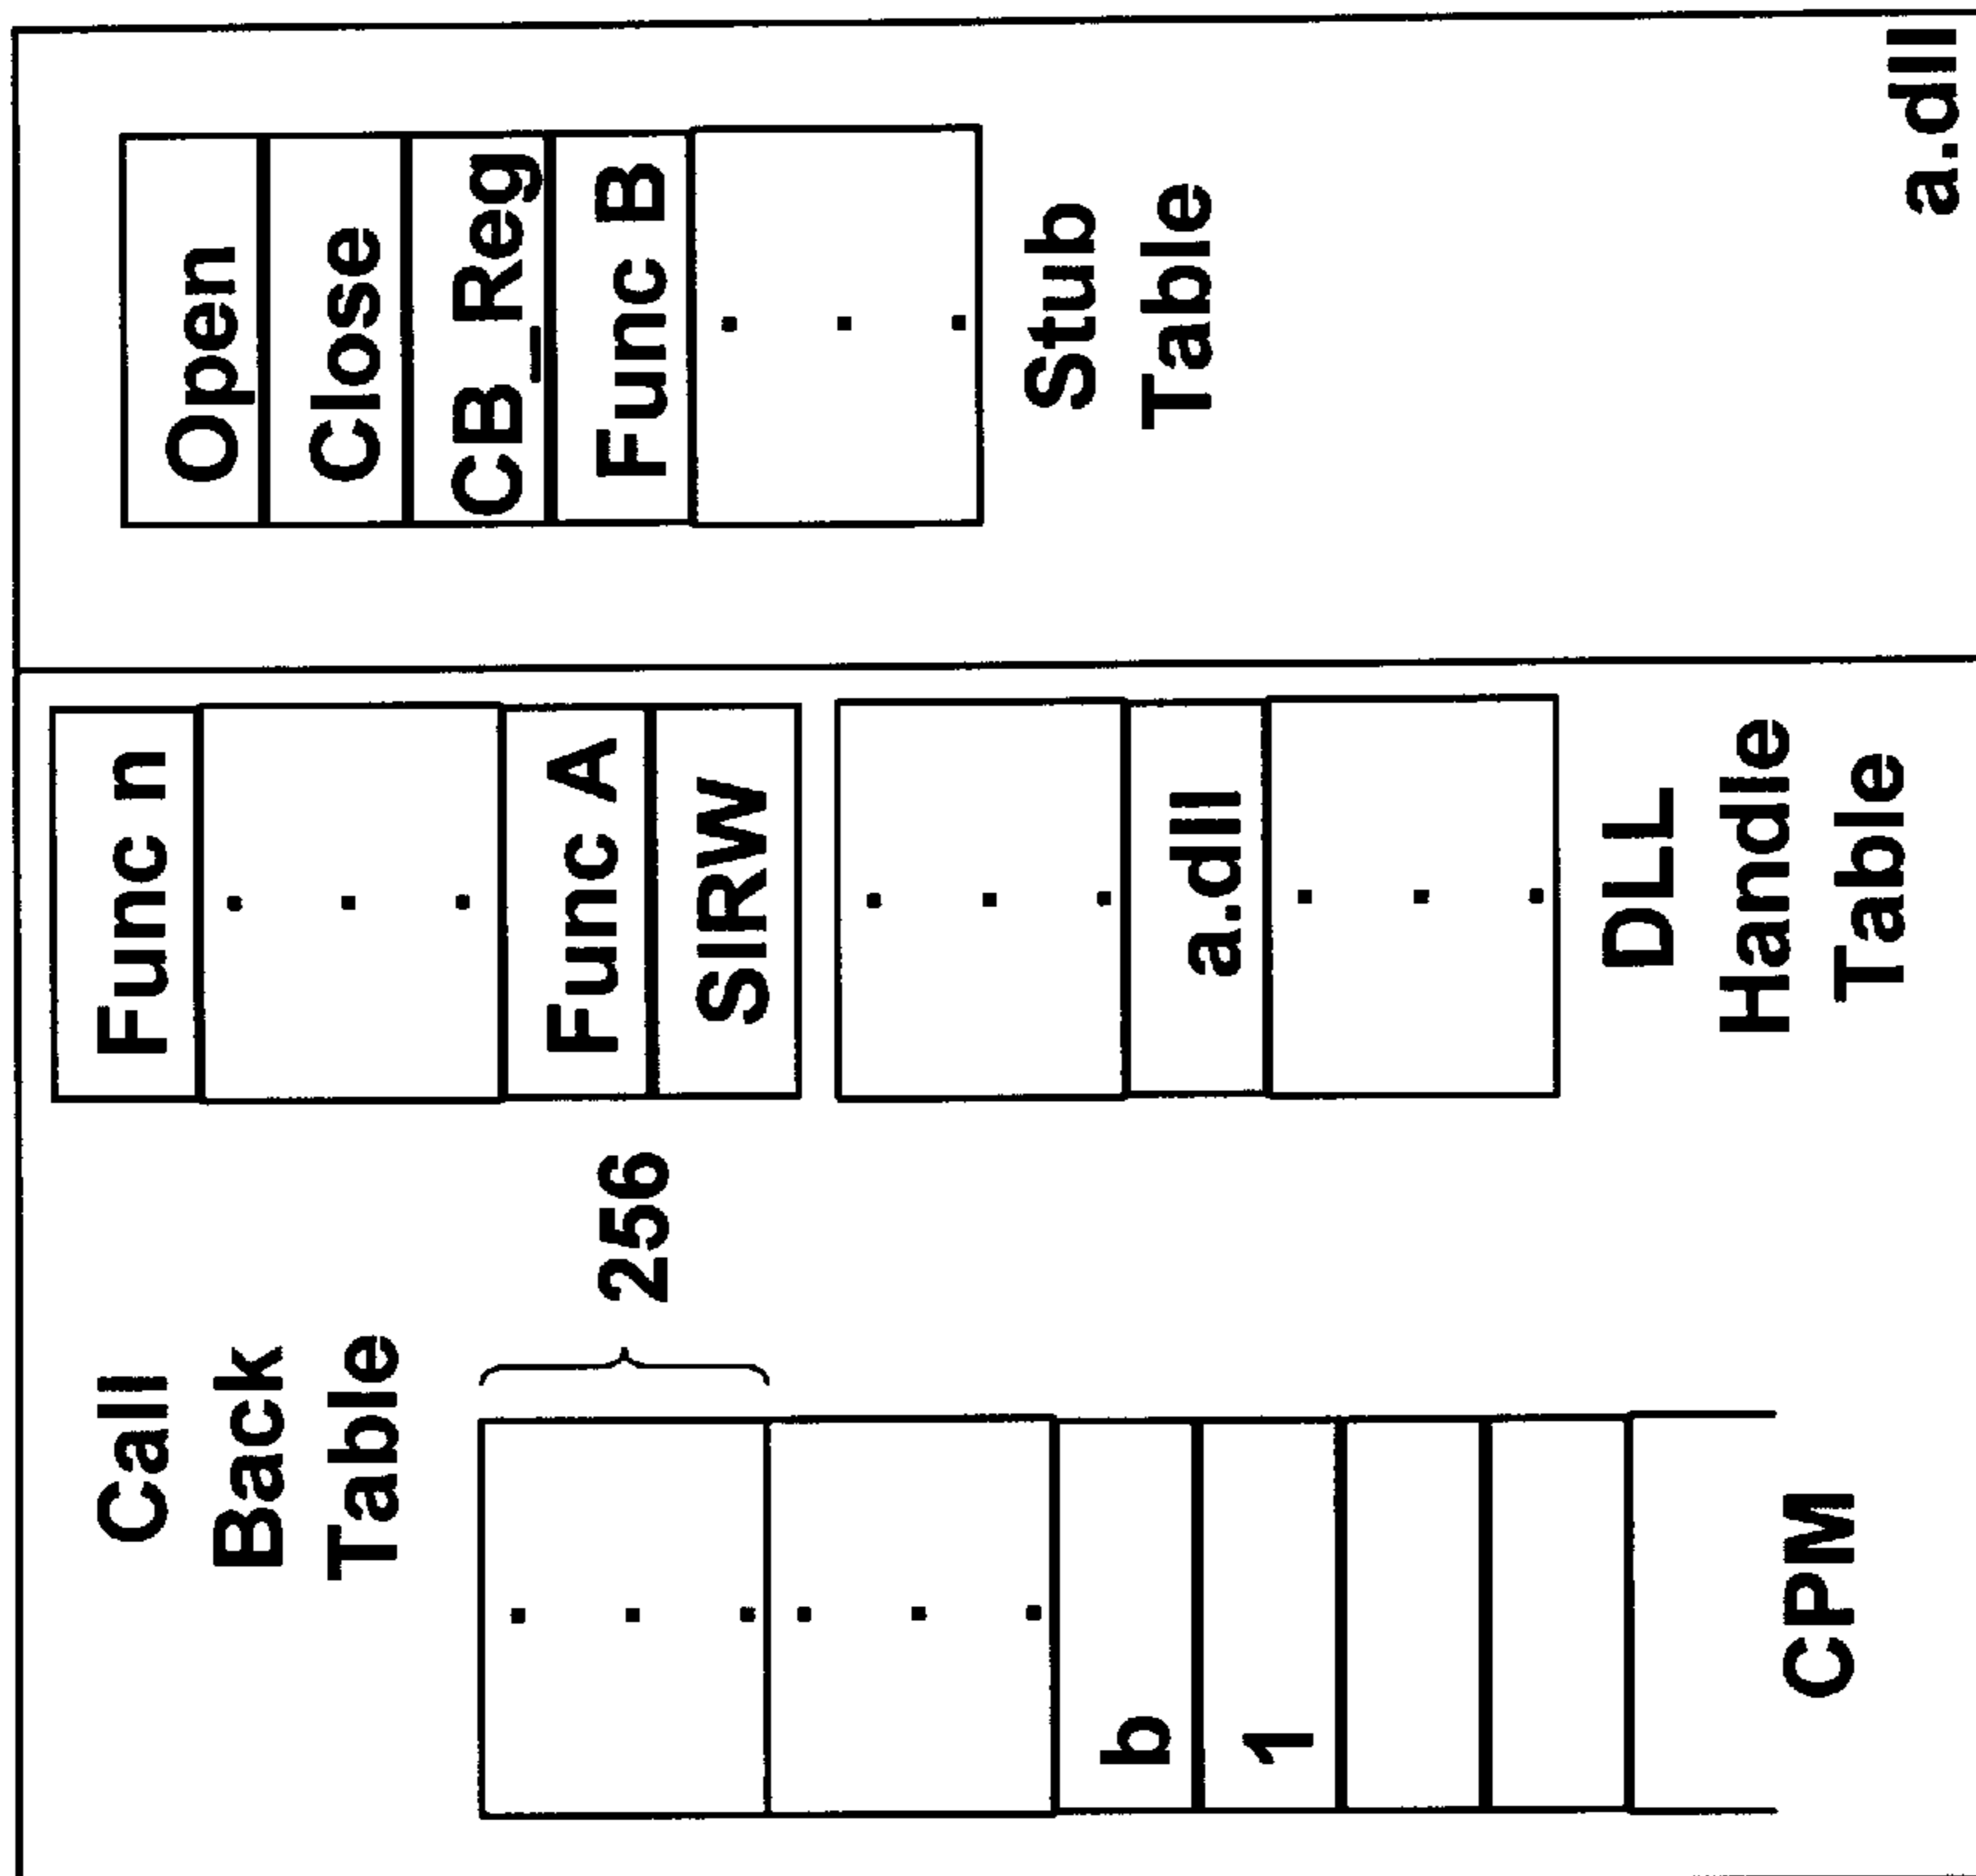 Call
Back
Table
Func n
Func A
SIRW
256
b
1
CPM
a.dll
DLL
Handle
Table
Open
Close
CB_Reg
Func B
Stub
Table
a.dll